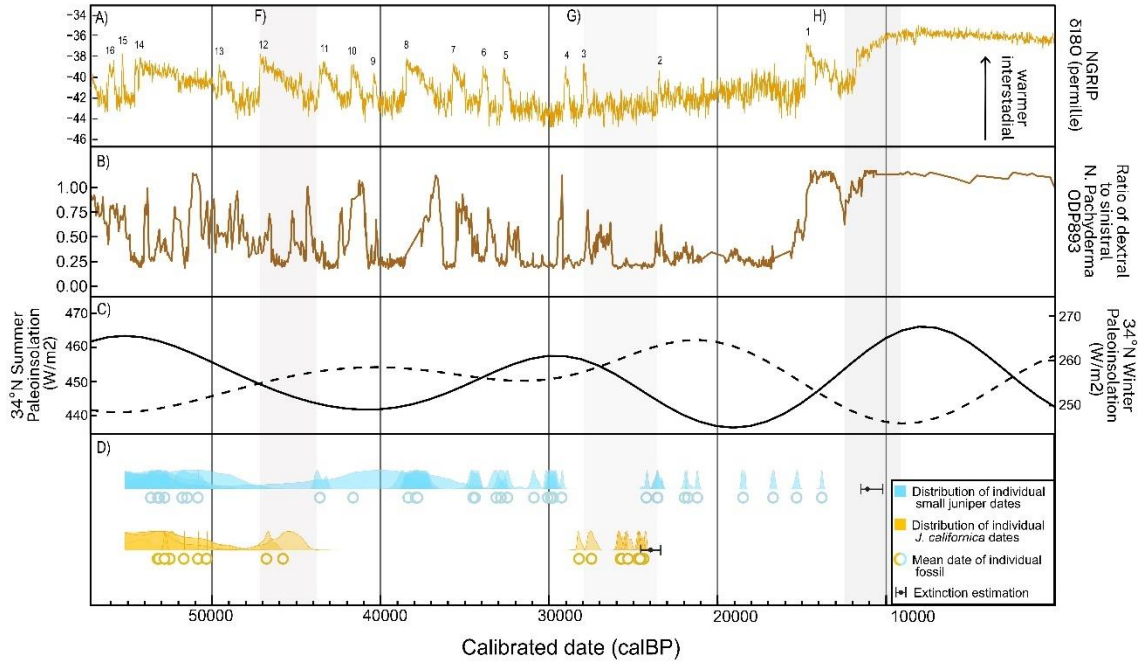 A)
F)
G)
H)
−34
−36
−38
−40
−42
−44
−46
16
15
14
13
12
11
10
9
8
7
6
5
4
3
2
1
warmer
interstadial
NGRIP
δ18O (permille)
B)
1.00
0.75
0.50
0.25
0.00
Ratio of dextral
to sinistral
N. Pachyderma
ODP893
C)
34°N Summer
Paleoinsolation
(W/m2)
470
460
450
440
270
260
250
34°N Winter
Paleoinsolation
(W/m2)
D)
Distribution of individual
small juniper dates
Distribution of individual
J. californica dates
Mean date of individual
fossil
Extinction estimation
50000
40000
30000
20000
10000
Calibrated date (calBP)